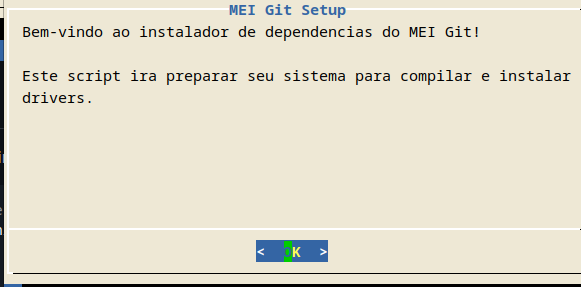 MEI Git Setup
Bem-vindo ao instalador de dependencias do MEI Git!
Este script ira preparar seu sistema para compilar e instalar
drivers.
< OK >